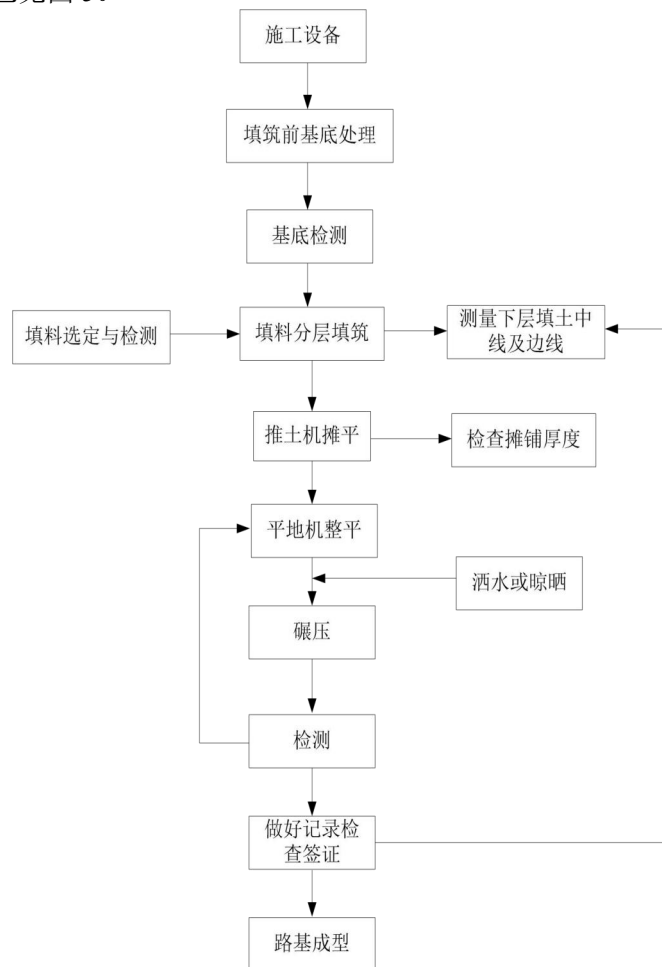 施工设备
填筑前基底处理
基底检测
填料选定与检测
填料分层填筑
测量下层填土中
线及边线
推土机摊平
检查摊铺厚度
平地机整平
洒水或晾晒
碾压
检测
做好记录检
查签证
路基成型